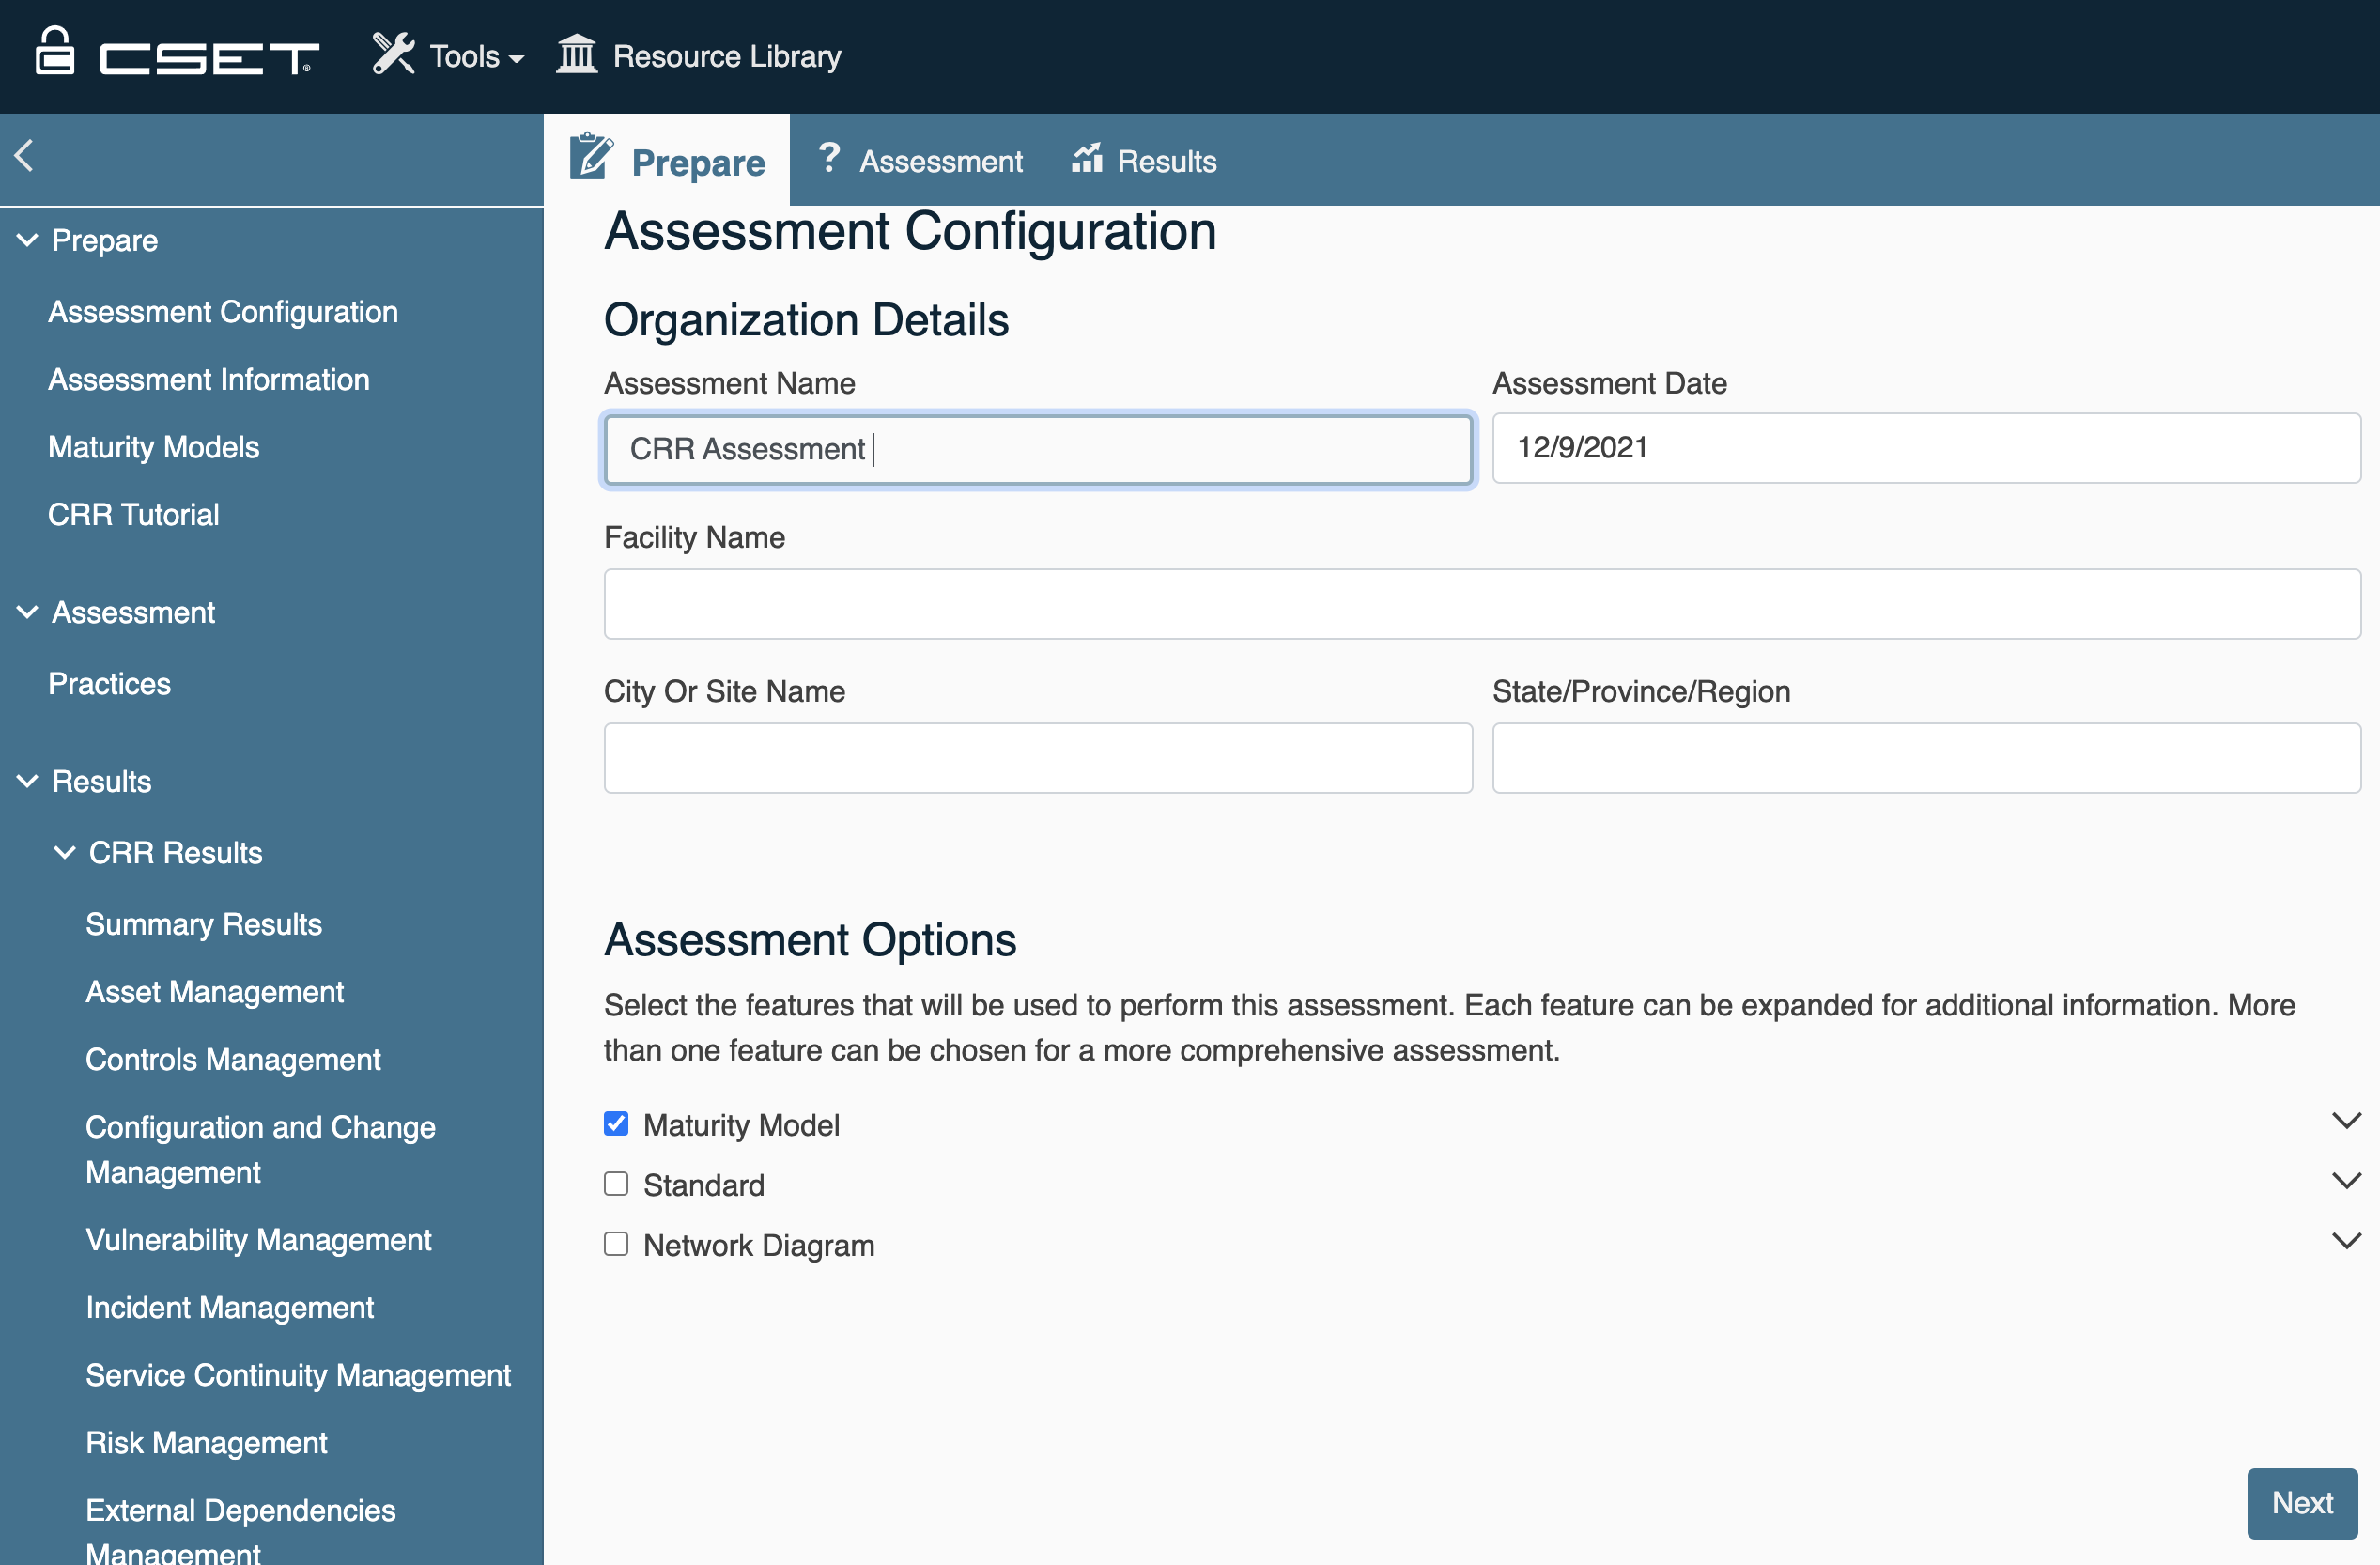 CSET®
Tools
Resource Library
Prepare
Assessment
Results
Prepare
Assessment Configuration
Assessment Information
Maturity Models
CRR Tutorial
Assessment
Practices
Results
CRR Results
Summary Results
Asset Management
Controls Management
Configuration and Change
Management
Vulnerability Management
Incident Management
Service Continuity Management
Risk Management
External Dependencies
Management
Assessment Configuration
Organization Details
Assessment Name
Assessment Date
CRR Assessment
12/9/2021
Facility Name
City Or Site Name
State/Province/Region
Assessment Options
Select the features that will be used to perform this assessment. Each feature can be expanded for additional information. More
than one feature can be chosen for a more comprehensive assessment.
Maturity Model
Standard
Network Diagram
Next